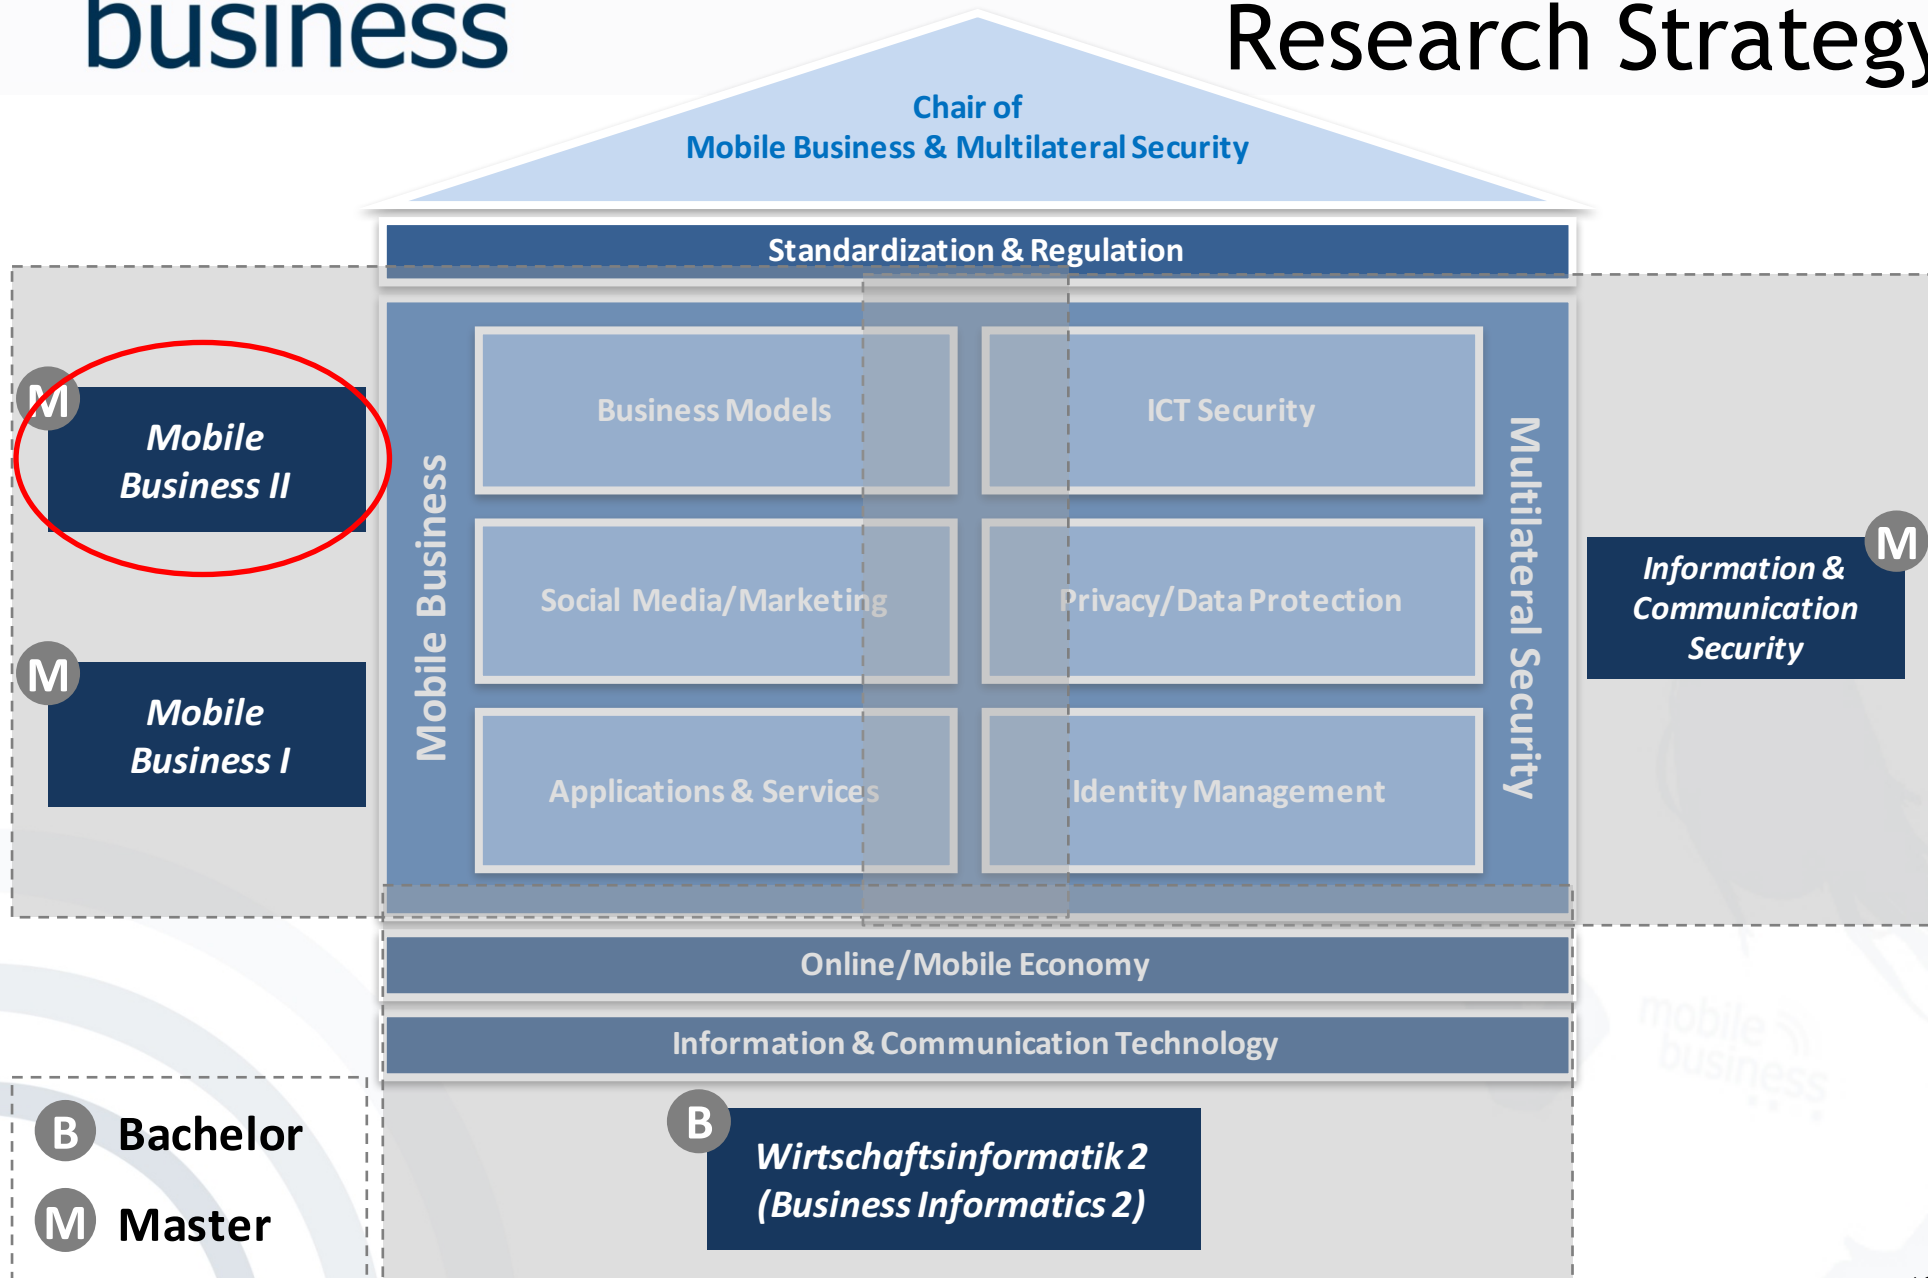 business
Research Strategy
Chair of
Mobile Business & Multilateral Security
Standardization & Regulation
M
Mobile
Business II
M
Mobile
Business I
Mobile Business
Business Models
ICT Security
Social Media/Marketing
Privacy/Data Protection
Applications & Services
Identity Management
Multilateral Security
M
Information &
Communication
Security
Online/Mobile Economy
Information & Communication Technology
mobile
business
B
Wirtschaftsinformatik 2
(Business Informatics 2)
B Bachelor
M Master